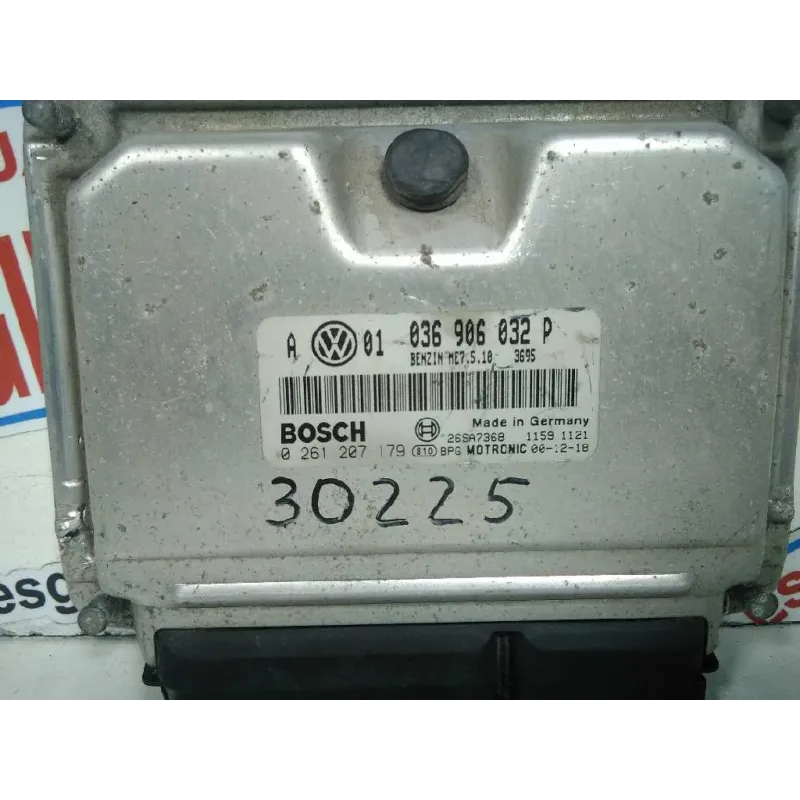 A 01 036 906 032 P
BENZIN ME7.5.10 3695
BOSCH Made in Germany
26SA7368 1159 1121
0 261 207 179 BPG MOTRONIC 00-12-18
30225
esg